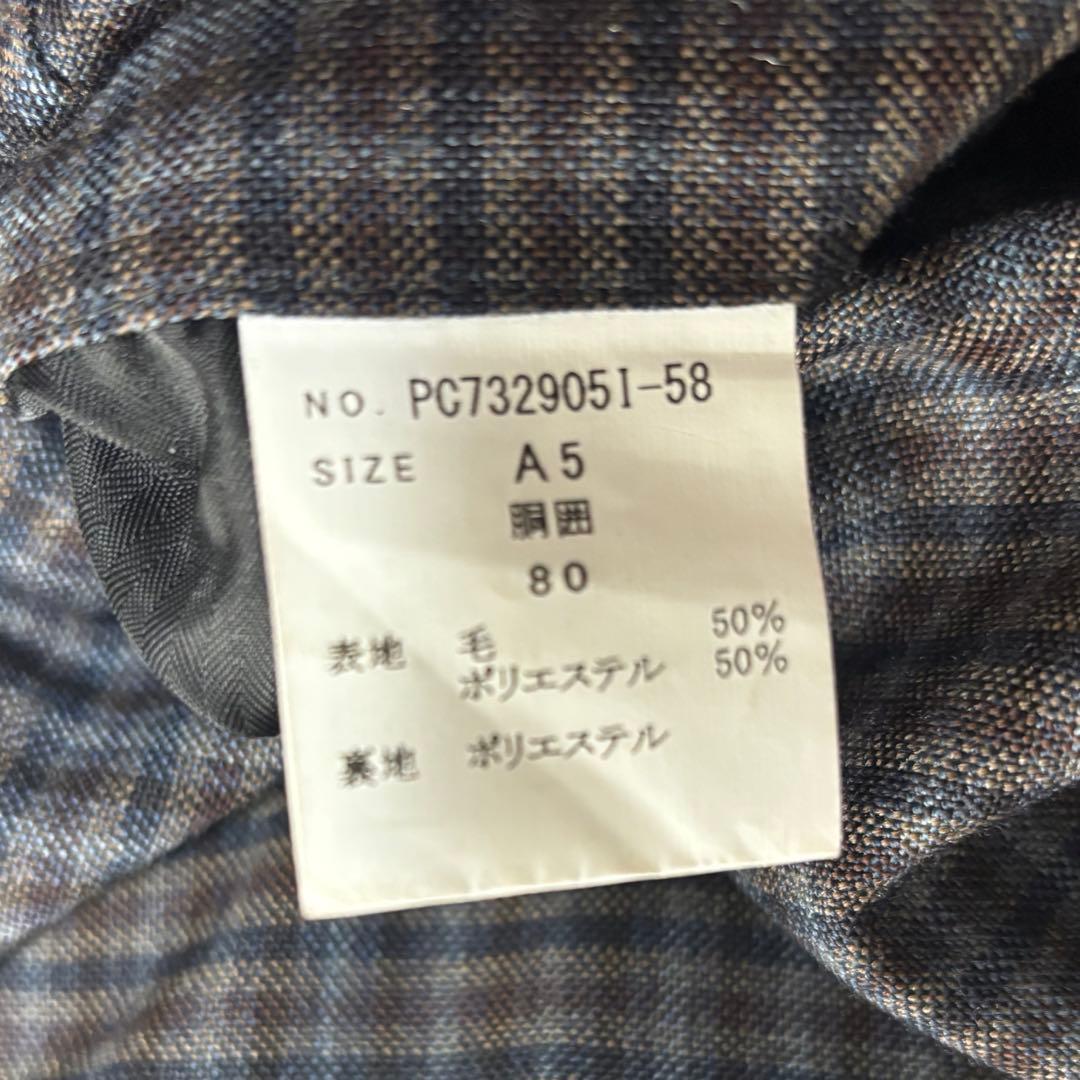 NO. PC7329051-58
SIZE A5
胴囲
80
表地 毛 50%
ポリエステル 50%
裏地 ポリエステル